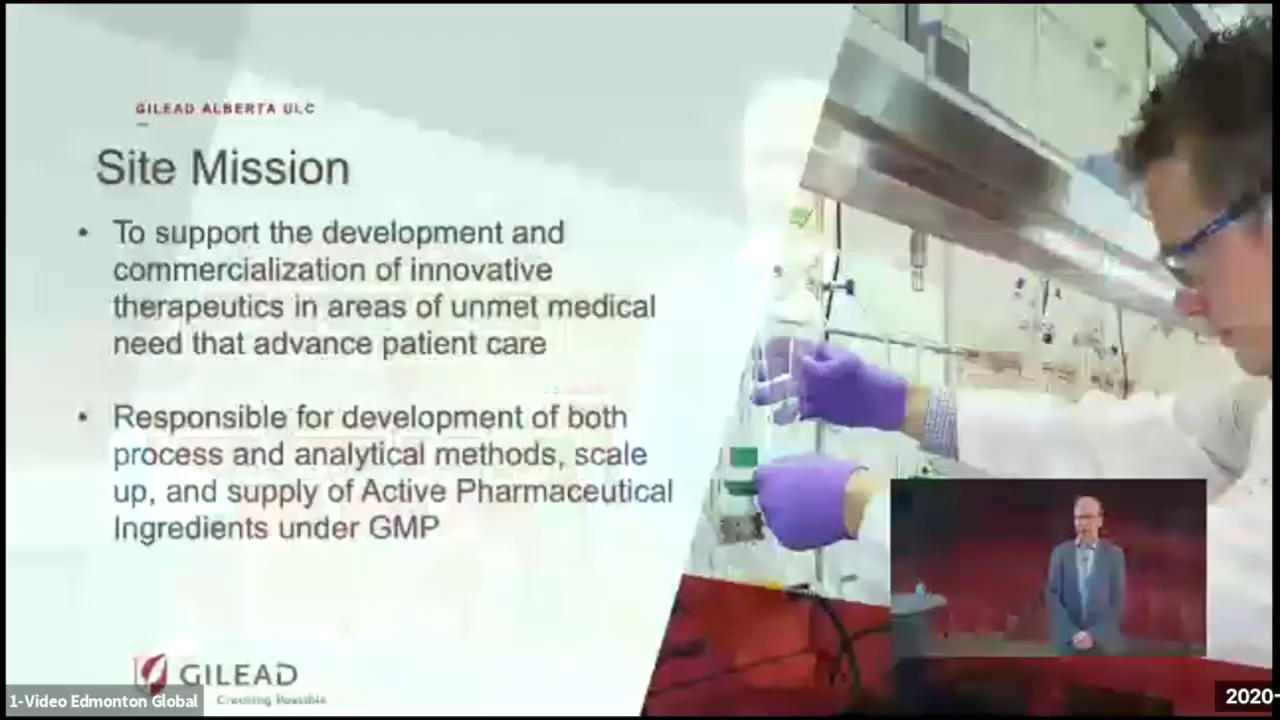 GILEAD ALBERTA ULC
Site Mission
• To support the development and
commercialization of innovative
therapeutics in areas of unmet medical
need that advance patient care
• Responsible for development of both
process and analytical methods, scale
up, and supply of Active Pharmaceutical
Ingredients under GMP
GILEAD
Creating Possible
1-Video Edmonton Global
2020-